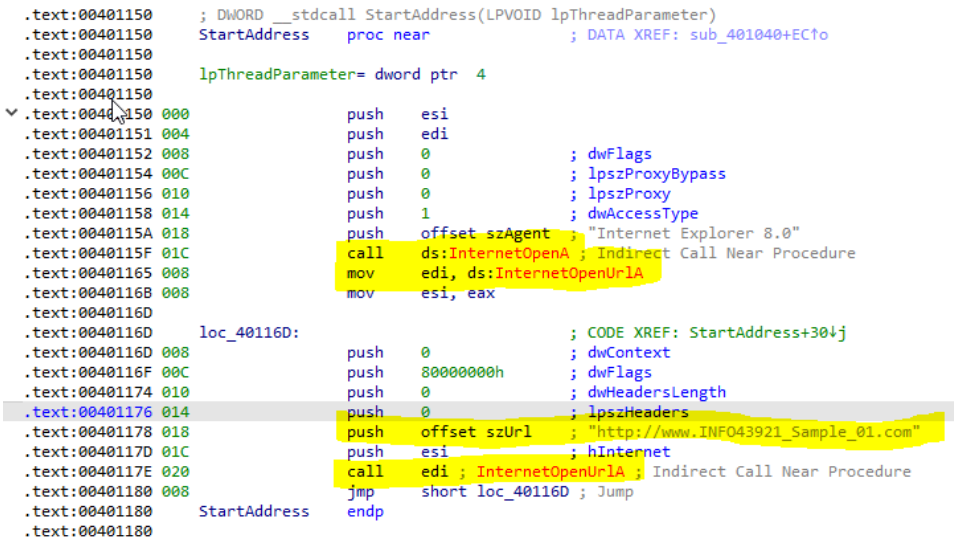 .text:00401150 ; DWORD __stdcall StartAddress(LPVOID lpThreadParameter)
.text:00401150 StartAddress proc near ; DATA XREF: sub_401040+EC↑o
.text:00401150
.text:00401150 lpThreadParameter= dword ptr 4
.text:00401150
.text:00401150 000 push esi
.text:00401151 004 push edi
.text:00401152 008 push 0 ; dwFlags
.text:00401154 00C push 0 ; lpszProxyBypass
.text:00401156 010 push 0 ; lpszProxy
.text:00401158 014 push 1 ; dwAccessType
.text:0040115A 018 push offset szAgent ; "Internet Explorer 8.0"
.text:0040115F 01C call ds:InternetOpenA ; Indirect Call Near Procedure
.text:00401165 008 mov edi, ds:InternetOpenUrlA
.text:0040116B 008 mov esi, eax
.text:0040116D
.text:0040116D loc_40116D: ; CODE XREF: StartAddress+30↓j
.text:0040116D 008 push 0 ; dwContext
.text:0040116F 00C push 80000000h ; dwFlags
.text:00401174 010 push 0 ; dwHeadersLength
.text:00401176 014 push 0 ; lpszHeaders
.text:00401178 018 push offset szUrl ; "http://www.INFO43921_Sample_01.com"
.text:0040117D 01C push esi ; hInternet
.text:0040117E 020 call edi ; InternetOpenUrlA ; Indirect Call Near Procedure
.text:00401180 008 jmp short loc_40116D ; Jump
.text:00401180 StartAddress endp
.text:00401180